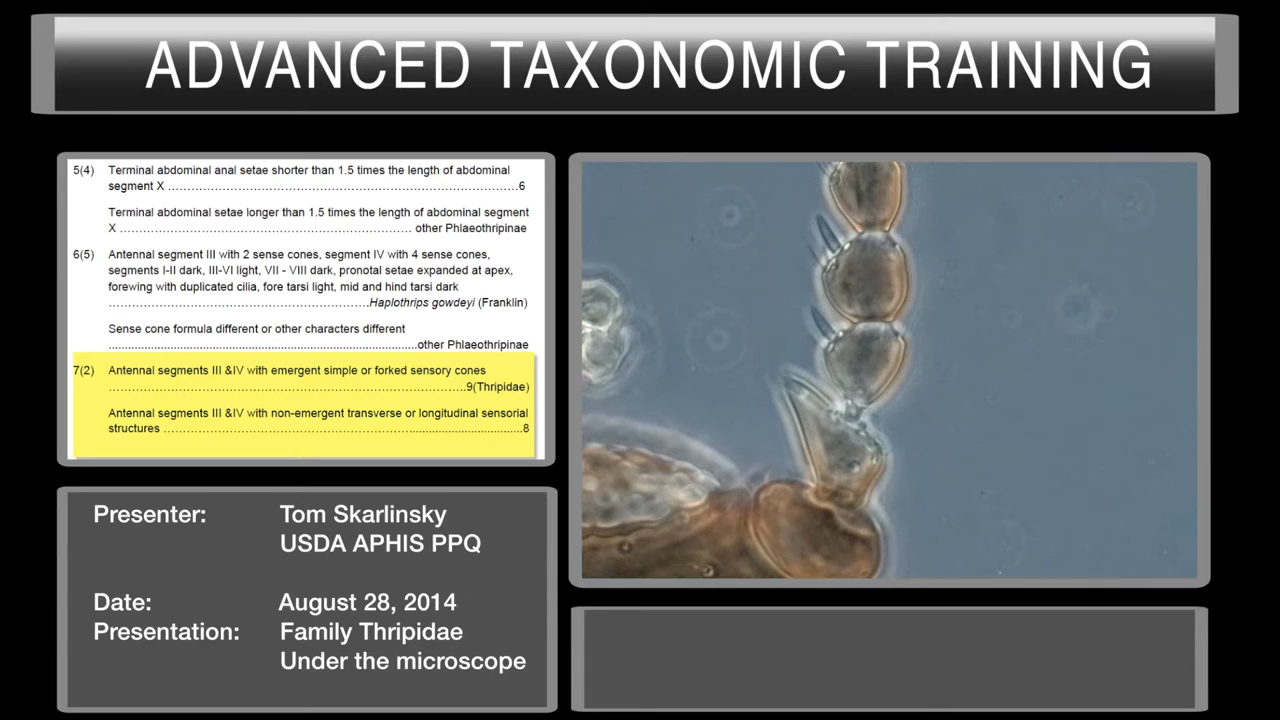 ADVANCED TAXONOMIC TRAINING
5(4) Terminal abdominal anal setae shorter than 1.5 times the length of abdominal
segment X ...............................................................................................6
Terminal abdominal setae longer than 1.5 times the length of abdominal segment
X ............................................................................ other Phlaeothripinae
6(5) Antennal segment III with 2 sense cones, segment IV with 4 sense cones,
segments I-II dark, III-VI light, VII - VIII dark, pronotal setae expanded at apex,
forewing with duplicated cilia, fore tarsi light, mid and hind tarsi dark
.................................................................Haplothrips gowdeyi (Franklin)
Sense cone formula different or other characters different
.............................................................................other Phlaeothripinae
7(2) Antennal segments III &IV with emergent simple or forked sensory cones
.......................................................................................9(Thripidae)
Antennal segments III &IV with non-emergent transverse or longitudinal sensorial
structures ..................................................................................................8
Presenter: Tom Skarlinsky
USDA APHIS PPQ
Date: August 28, 2014
Presentation: Family Thripidae
Under the microscope